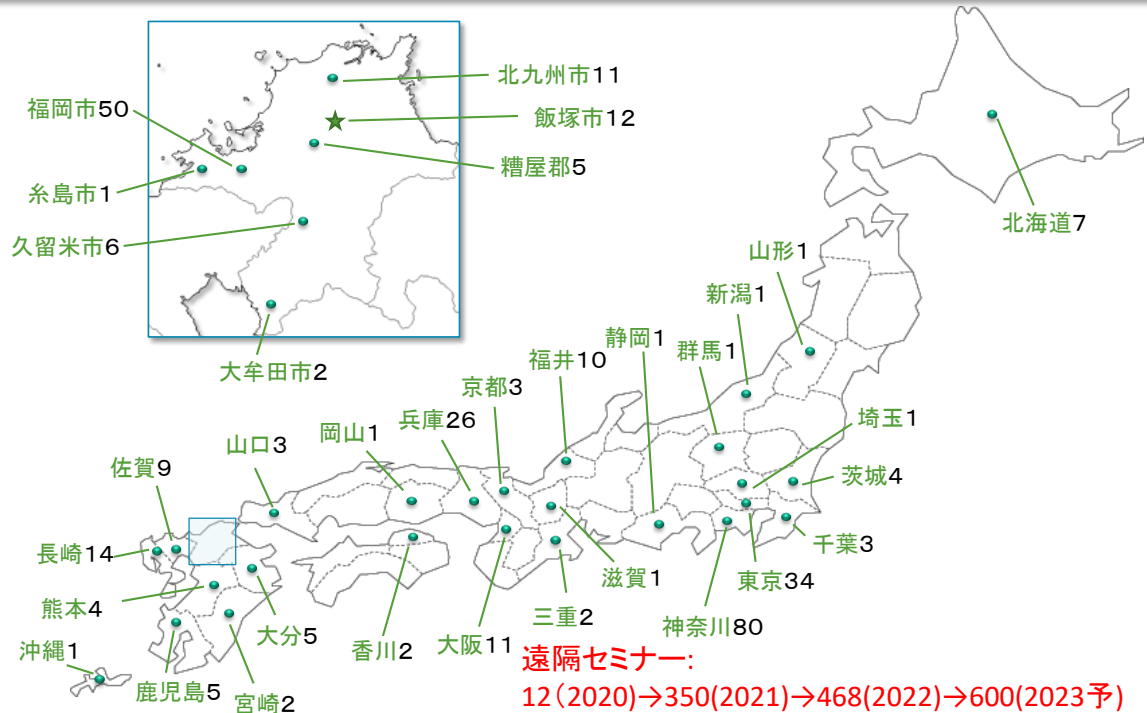 北九州市11
福岡市50
飯塚市12
糟屋郡5
糸島市1
久留米市6
大牟田市2
北海道7
山形1
新潟1
静岡1
群馬1
福井10
京都3
兵庫26
岡山1
山口3
佐賀9
埼玉1
茨城4
長崎14
千葉3
東京34
滋賀1
神奈川80
三重2
大阪11
香川2
熊本4
大分5
沖縄1
鹿児島5
宮崎2
遠隔セミナー:
12(2020)→350(2021)→468(2022)→600(2023予)